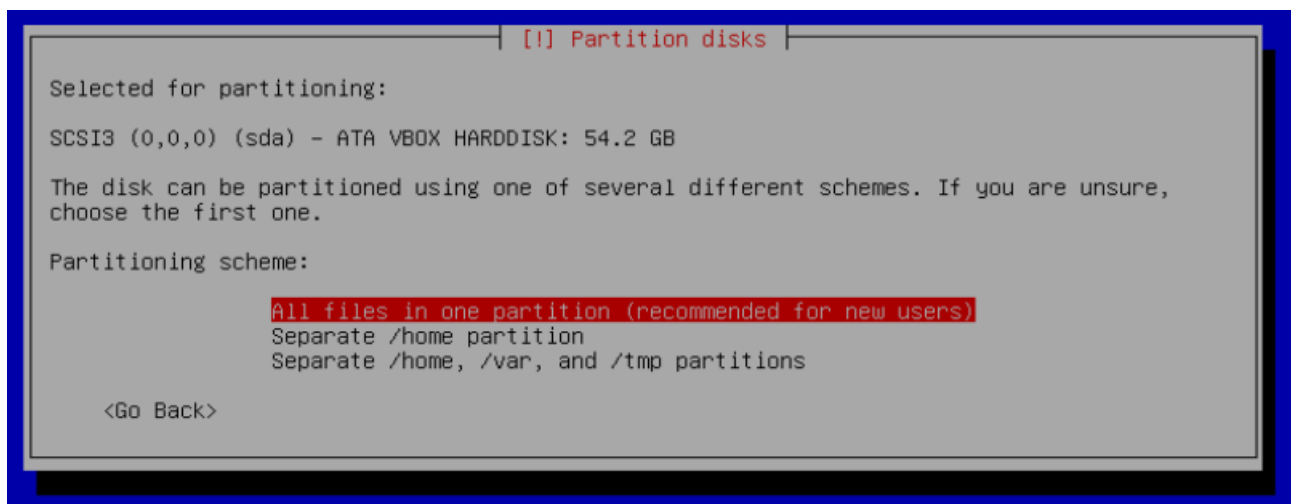 [!] Partition disks
Selected for partitioning:
SCSI3 (0,0,0) (sda) - ATA VBOX HARDDISK: 54.2 GB
The disk can be partitioned using one of several different schemes. If you are unsure,
choose the first one.
Partitioning scheme:
All files in one partition (recommended for new users)
Separate /home partition
Separate /home, /var, and /tmp partitions
<Go Back>